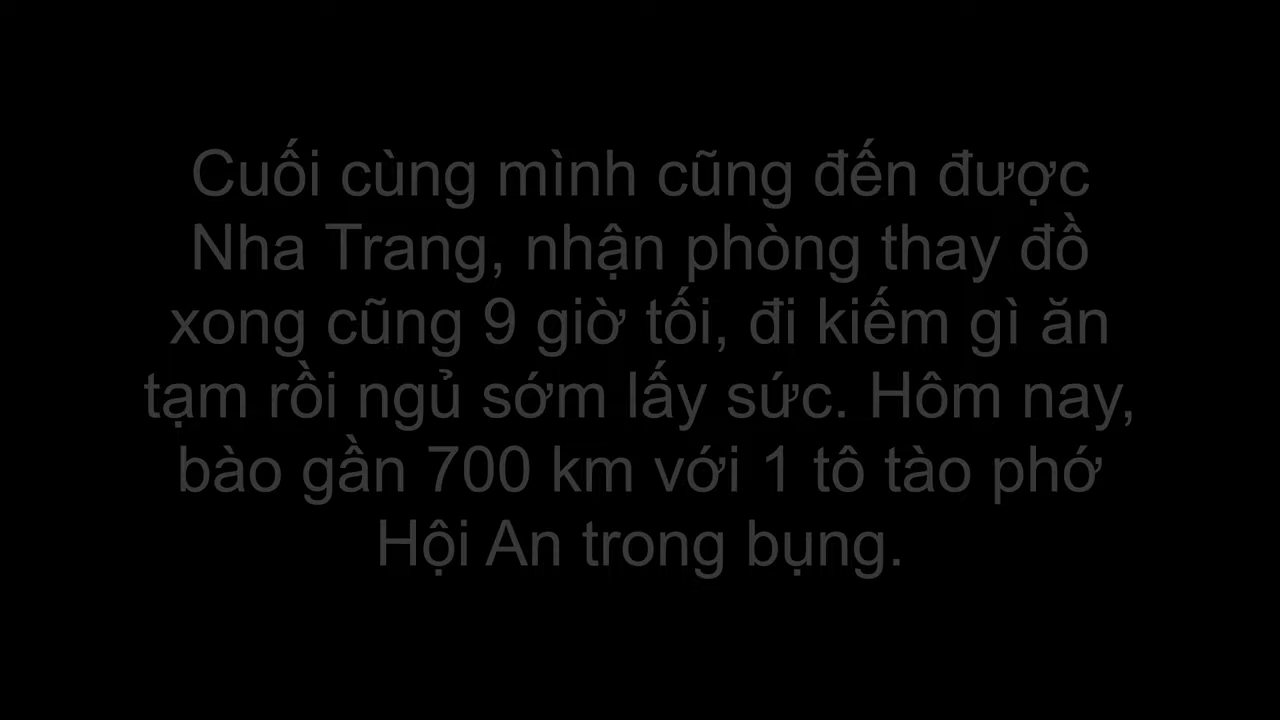 Cuối cùng mình cũng đến được
Nha Trang, nhận phòng thay đồ
xong cũng 9 giờ tối, đi kiếm gì ăn
tạm rồi ngủ sớm lấy sức. Hôm nay,
bào gần 700 km với 1 tô tào phớ
Hội An trong bụng.